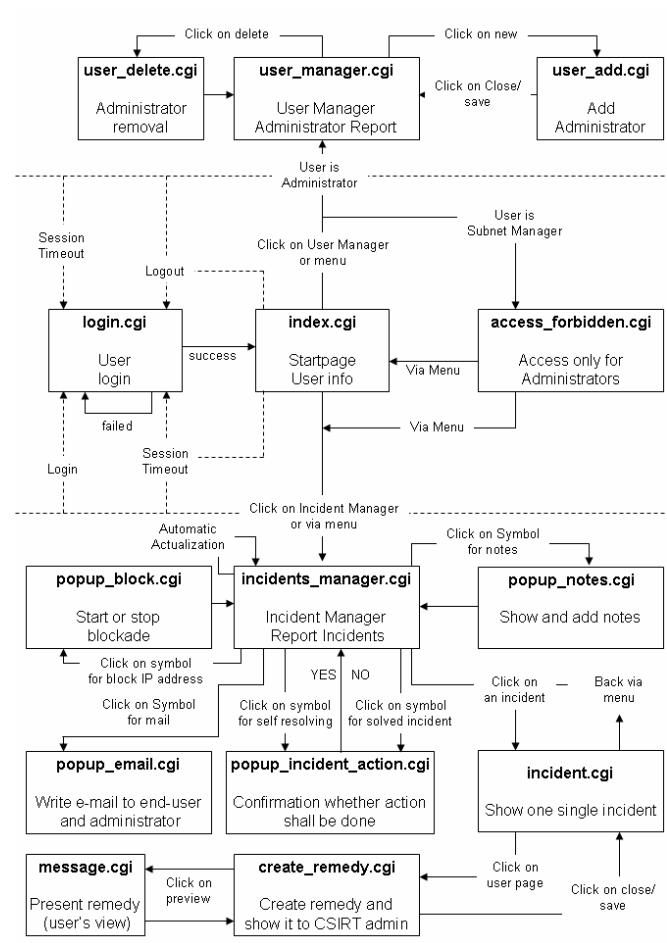 Click on delete
Click on new
user_delete.cgi
Administrator
removal
user_manager.cgi
User Manager
Administrator Report
Click on Close/
save
user_add.cgi
Add
Administrator
User is
Administrator
User is
Subnet Manager
Session
Timeout
Logout
Click on User Manager
or menu
login.cgi
User
login
success
failed
index.cgi
Startpage
User info
access_forbidden.cgi
Access only for
Administrators
Via Menu
Via Menu
Login
Session
Timeout
Click on Incident Manager
or via menu
Automatic
Actualization
Click on Symbol
for notes
popup_block.cgi
Start or stop
blockade
incidents_manager.cgi
Incident Manager
Report Incidents
popup_notes.cgi
Show and add notes
Click on symbol
for block IP address
YES
NO
Click on
an incident
Back via
menu
Click on Symbol
for mail
Click on symbol
for self resolving
Click on symbol
for solved incident
popup_email.cgi
Write e-mail to end-user
and administrator
popup_incident_action.cgi
Confirmation whether action
shall be done
incident.cgi
Show one single incident
message.cgi
Present remedy
(user's view)
Click on
preview
create_remedy.cgi
Create remedy and
show it to CSIRT admin
Click on
user page
Click on close/
save